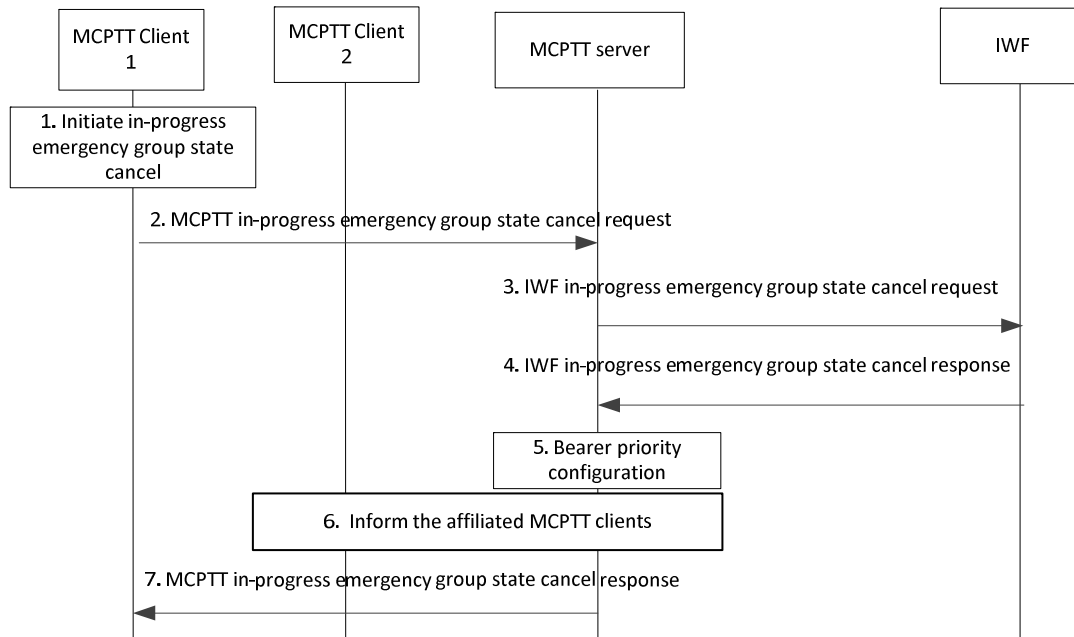 MCPTT Client
1
MCPTT Client
2
MCPTT server
IWF
1. Initiate in-progress
emergency group state
cancel
2. MCPTT in-progress emergency group state cancel request
3. IWF in-progress emergency group state cancel request
4. IWF in-progress emergency group state cancel response
5. Bearer priority
configuration
6. Inform the affiliated MCPTT clients
7. MCPTT in-progress emergency group state cancel response